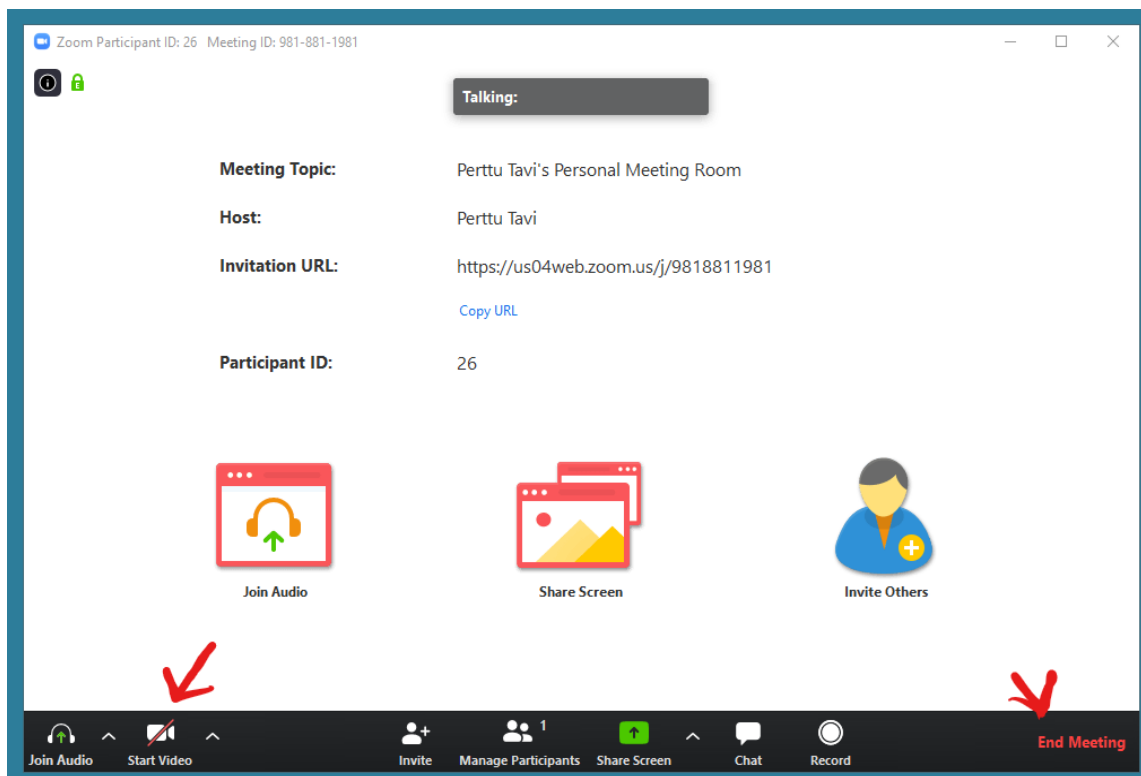 Zoom Participant ID: 26 Meeting ID: 981-881-1981
Talking:
Meeting Topic: Perttu Tavi's Personal Meeting Room
Host: Perttu Tavi
Invitation URL: https://us04web.zoom.us/j/9818811981
Copy URL
Participant ID: 26
Join Audio Share Screen Invite Others
1
Join Audio Start Video Invite Manage Participants Share Screen Chat Record End Meeting